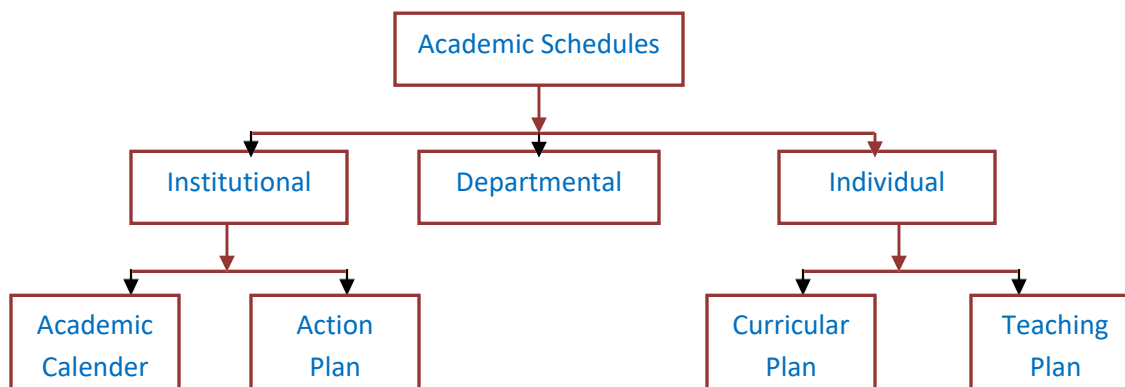 Academic Schedules
Institutional
Departmental
Individual
Academic
Calender
Action
Plan
Curricular
Plan
Teaching
Plan